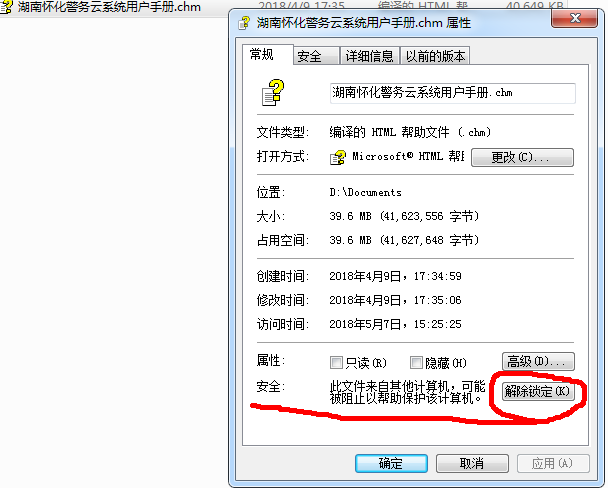 湖南怀化警务云系统用户手册.chm 2018/4/9 17:35 编译的 HTML 帮... 40,649 KB
湖南怀化警务云系统用户手册.chm 属性
常规 安全 详细信息 以前的版本
湖南怀化警务云系统用户手册.chm
文件类型: 编译的 HTML 帮助文件 (.chm)
打开方式: Microsoft® HTML 帮 更改(C)...
位置: D:\Documents
大小: 39.6 MB (41,623,556 字节)
占用空间: 39.6 MB (41,627,648 字节)
创建时间: 2018年4月9日，17:34:59
修改时间: 2018年4月9日，17:35:06
访问时间: 2018年5月7日，15:25:25
属性: 只读(R) 隐藏(H) 高级(D)...
安全: 此文件来自其他计算机，可能
被阻止以帮助保护该计算机。 解除锁定(K)
确定 取消 应用(A)